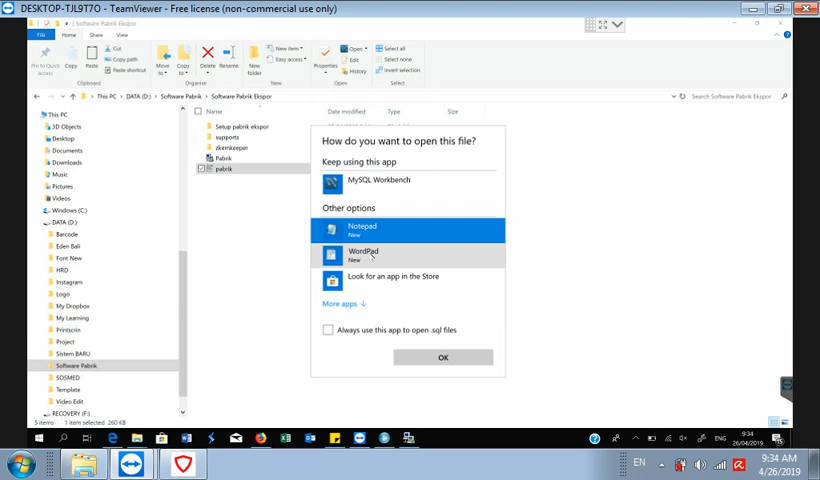 DESKTOP-TJL9T7O - TeamViewer - Free license (non-commercial use only)
Software Pabrik Ekspor
File Home Share View
Pin to Quick access
Copy
Paste
Cut
Copy path
Paste shortcut
Move to
Copy to
Delete
Rename
New folder
New item
Easy access
Properties
Open
Edit
History
Select all
Select none
Invert selection
Clipboard Organise New Open Select
This PC > DATA (D:) > Software Pabrik > Software Pabrik Ekspor
Search Software Pabrik Ekspor
Name Date modified Type Size
This PC
3D Objects
Desktop
Documents
Downloads
Music
Pictures
Videos
Windows (C:)
DATA (D:)
Barcode
Eden Bali
Font New
HRD
Instagram
Logo
My Dropbox
My Learning
Printscrin
Project
Sistem BARU
Software Pabrik
SOSMED
Template
Video Edit
RECOVERY (F:)
Setup pabrik ekspor
supports
zkemkeeper
Pabrik
pabrik
How do you want to open this file?
Keep using this app
MySQL Workbench
Other options
Notepad
New
WordPad
New
Look for an app in the Store
More apps ↓
Always use this app to open .sql files
OK
5 items 1 item selected 260 KB
ENG
9:34
26/04/2019
EN
9:34 AM
4/26/2019